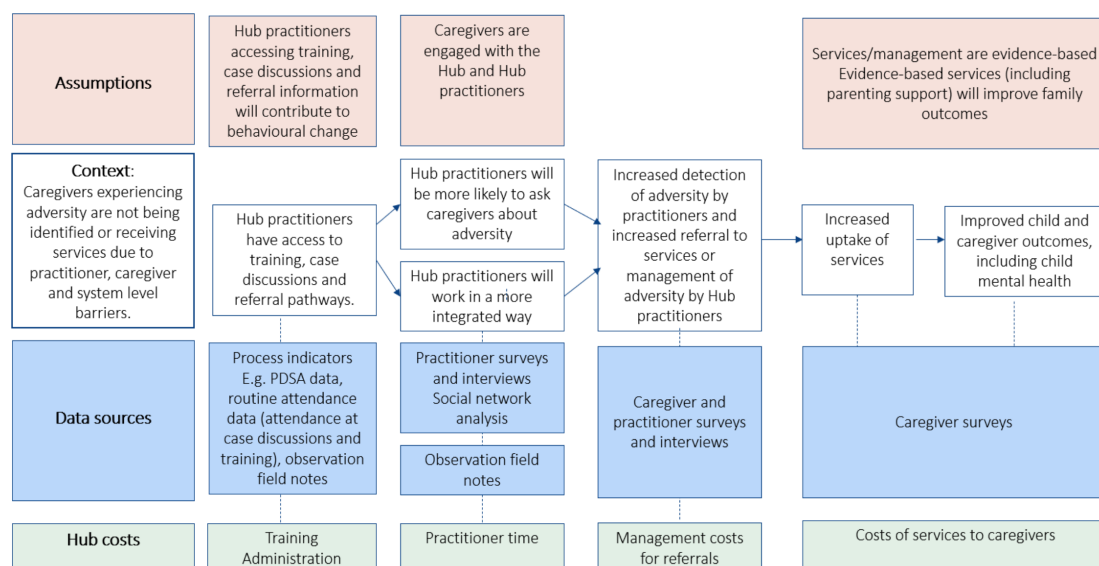 Assumptions
Hub practitioners
accessing training,
case discussions and
referral information
will contribute to
behavioural change
Caregivers are
engaged with the
Hub and Hub
practitioners
Services/management are evidence-based
Evidence-based services (including
parenting support) will improve family
outcomes
Context:
Caregivers experiencing
adversity are not being
identified or receiving
services due to
practitioner, caregiver
and system level
barriers.
Hub practitioners
have access to
training, case
discussions and
referral pathways.
Hub practitioners will
be more likely to ask
caregivers about
adversity
Hub practitioners will
work in a more
integrated way
Increased detection
of adversity by
practitioners and
increased referral to
services or
management of
adversity by Hub
practitioners
Increased
uptake of
services
Improved child and
caregiver outcomes,
including child
mental health
Data sources
Process indicators
E.g. PDSA data,
routine attendance
data (attendance at
case discussions and
training), observation
field notes
Practitioner surveys
and interviews
Social network
analysis
Observation field
notes
Caregiver and
practitioner surveys
and interviews
Caregiver surveys
Hub costs
Training
Administration
Practitioner time
Management costs
for referrals
Costs of services to caregivers